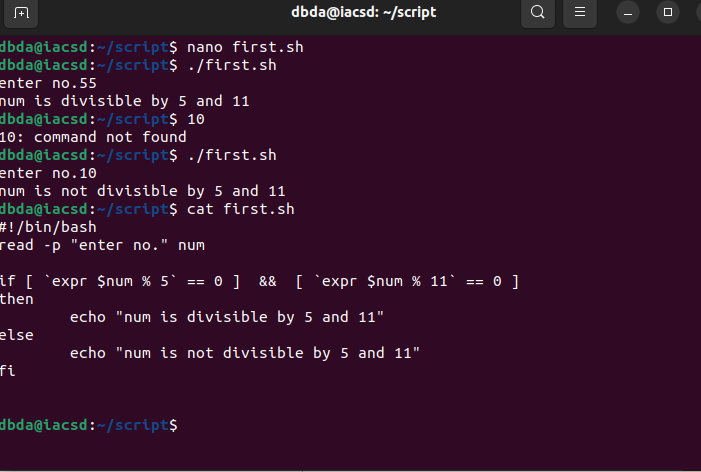 dbda@iacsd: ~/script
dbda@iacsd:~/script$ nano first.sh
dbda@iacsd:~/script$ ./first.sh
enter no.55
num is divisible by 5 and 11
dbda@iacsd:~/script$ 10
10: command not found
dbda@iacsd:~/script$ ./first.sh
enter no.10
num is not divisible by 5 and 11
dbda@iacsd:~/script$ cat first.sh
#!/bin/bash
read -p "enter no." num
if [ `expr $num % 5` == 0 ]  &&  [ `expr $num % 11` == 0 ]
then
        echo "num is divisible by 5 and 11"
else
        echo "num is not divisible by 5 and 11"
fi
dbda@iacsd:~/script$